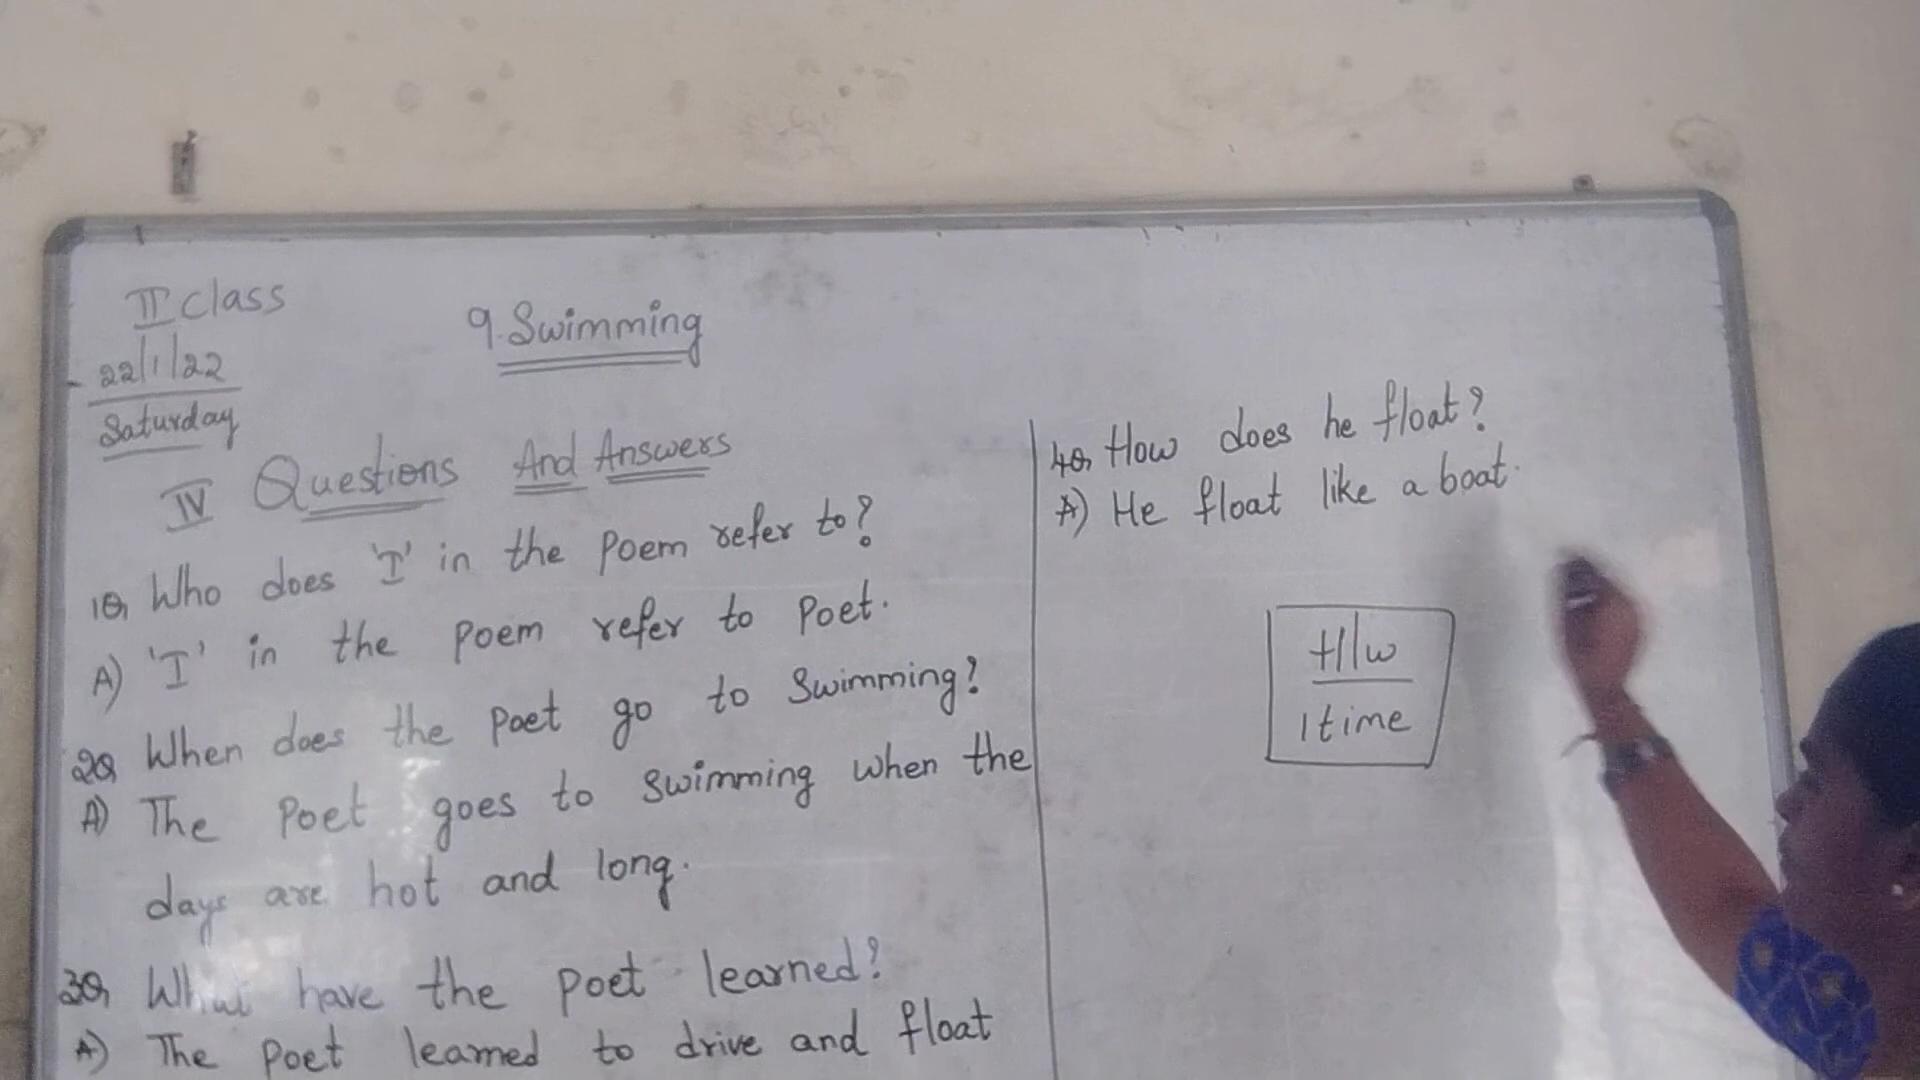 II class
22/1/22
Saturday
9. Swimming
IV Questions And Answers
1Q, Who does 'I' in the poem refer to?
A) 'I' in the poem refer to poet.
2Q When does the poet go to Swimming?
A) The poet goes to swimming when the
days are hot and long.
3Q, What have the poet learned?
A) The poet learned to drive and float
4Q, How does he float?
A) He float like a boat.
H/w
1 time